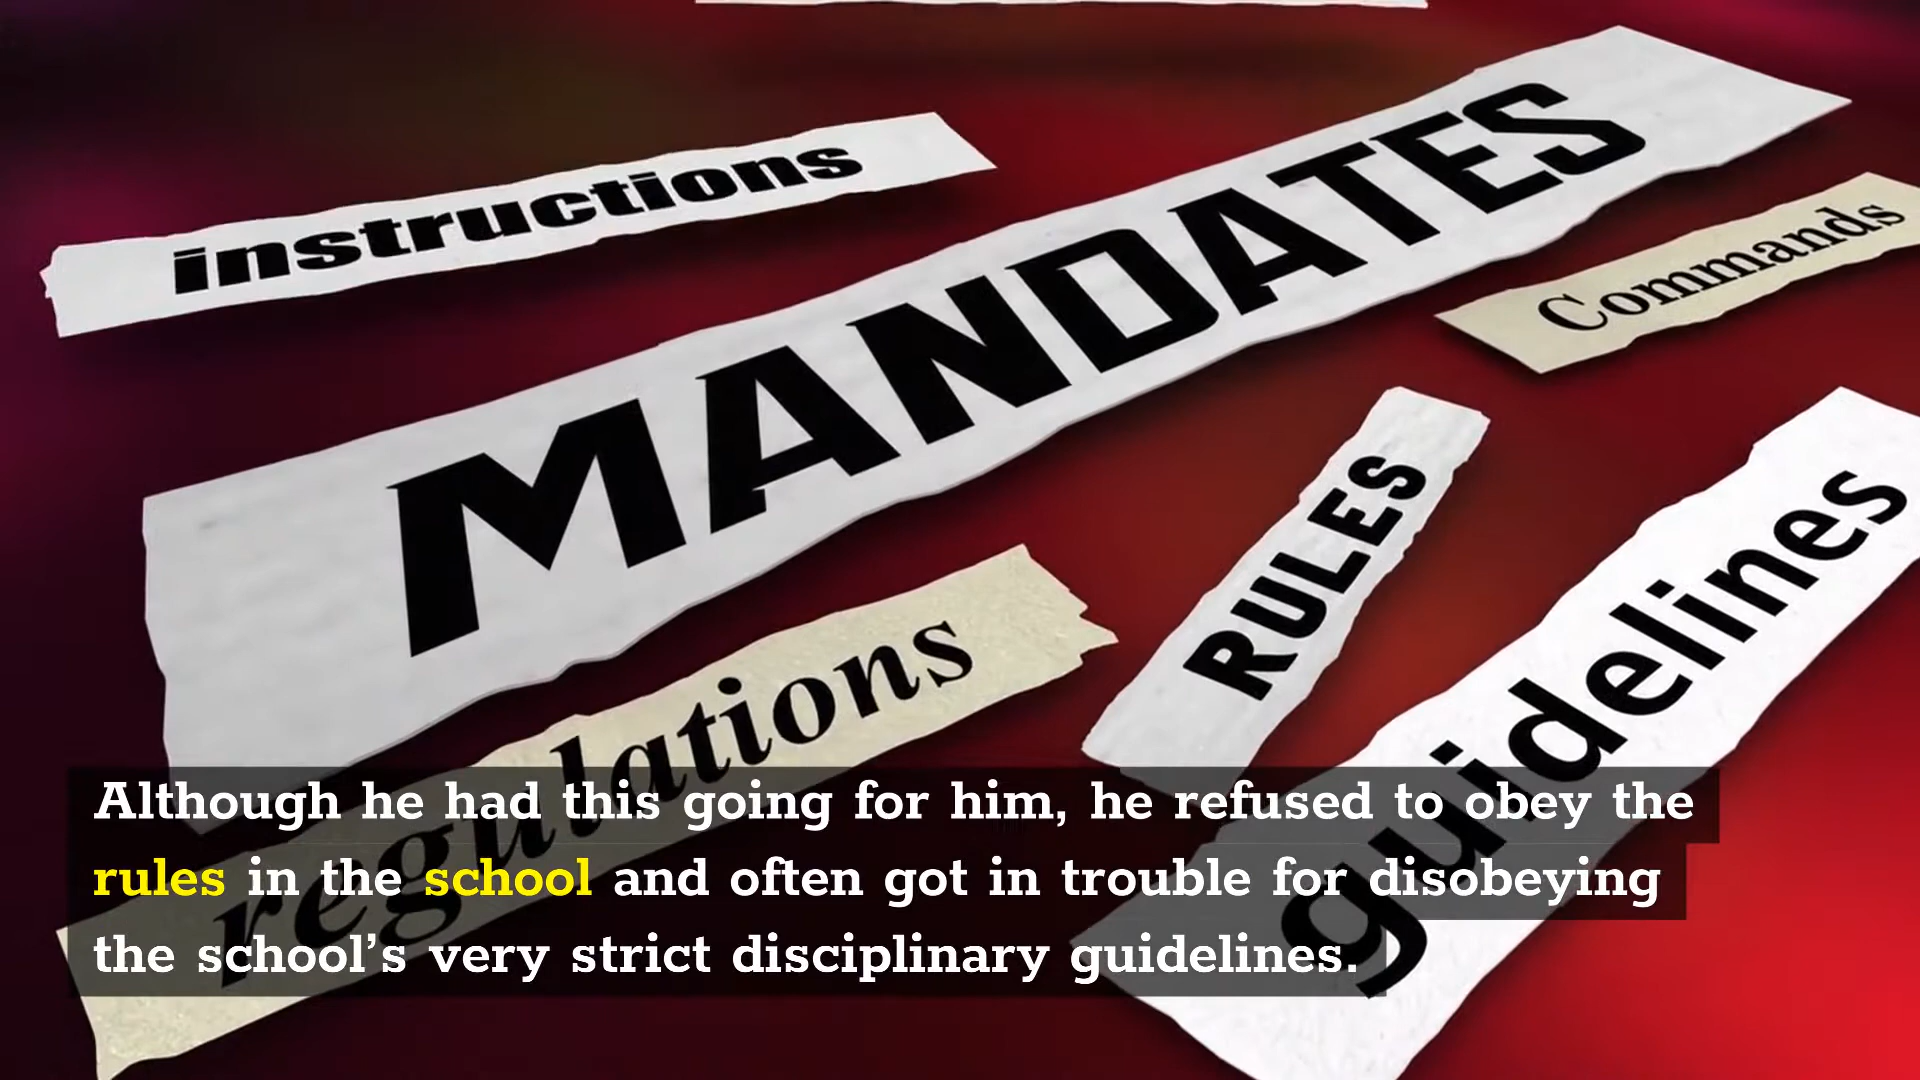 instructions
MANDATES
Commands
RULES
guidelines
regulations
Although he had this going for him, he refused to obey the
rules in the school and often got in trouble for disobeying
the school’s very strict disciplinary guidelines.